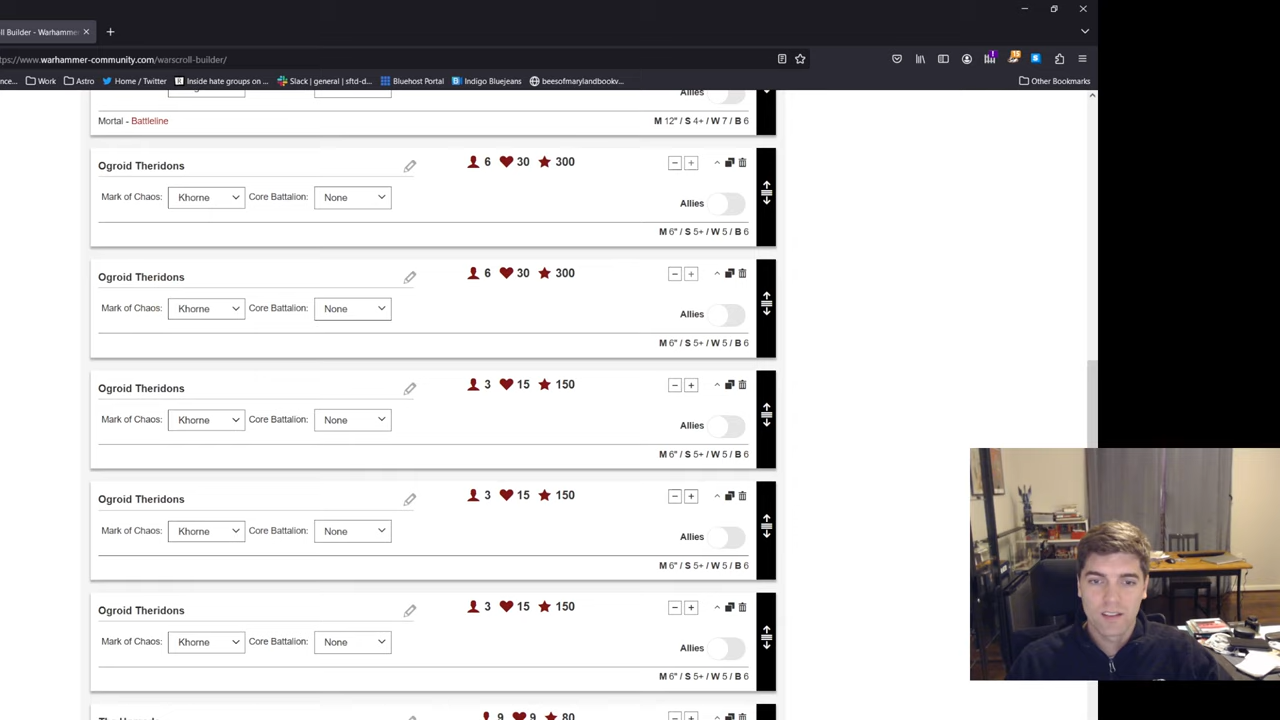 ll Builder - Warhammer
ttps://www.warhammer-community.com/warscroll-builder/
nce... Work Astro Home / Twitter Inside hate groups on ... Slack | general | sftd-d... Bluehost Portal Indigo Bluejeans beesofmarylandbookv... Other Bookmarks
Allies
Mortal - Battleline M 12" / S 4+ / W 7 / B 6
Ogroid Theridons 6 30 300
Mark of Chaos: Khorne Core Battalion: None
Allies
M 6" / S 5+ / W 5 / B 6
Ogroid Theridons 6 30 300
Mark of Chaos: Khorne Core Battalion: None
Allies
M 6" / S 5+ / W 5 / B 6
Ogroid Theridons 3 15 150
Mark of Chaos: Khorne Core Battalion: None
Allies
M 6" / S 5+ / W 5 / B 6
Ogroid Theridons 3 15 150
Mark of Chaos: Khorne Core Battalion: None
Allies
M 6" / S 5+ / W 5 / B 6
Ogroid Theridons 3 15 150
Mark of Chaos: Khorne Core Battalion: None
Allies
M 6" / S 5+ / W 5 / B 6
9 9 80